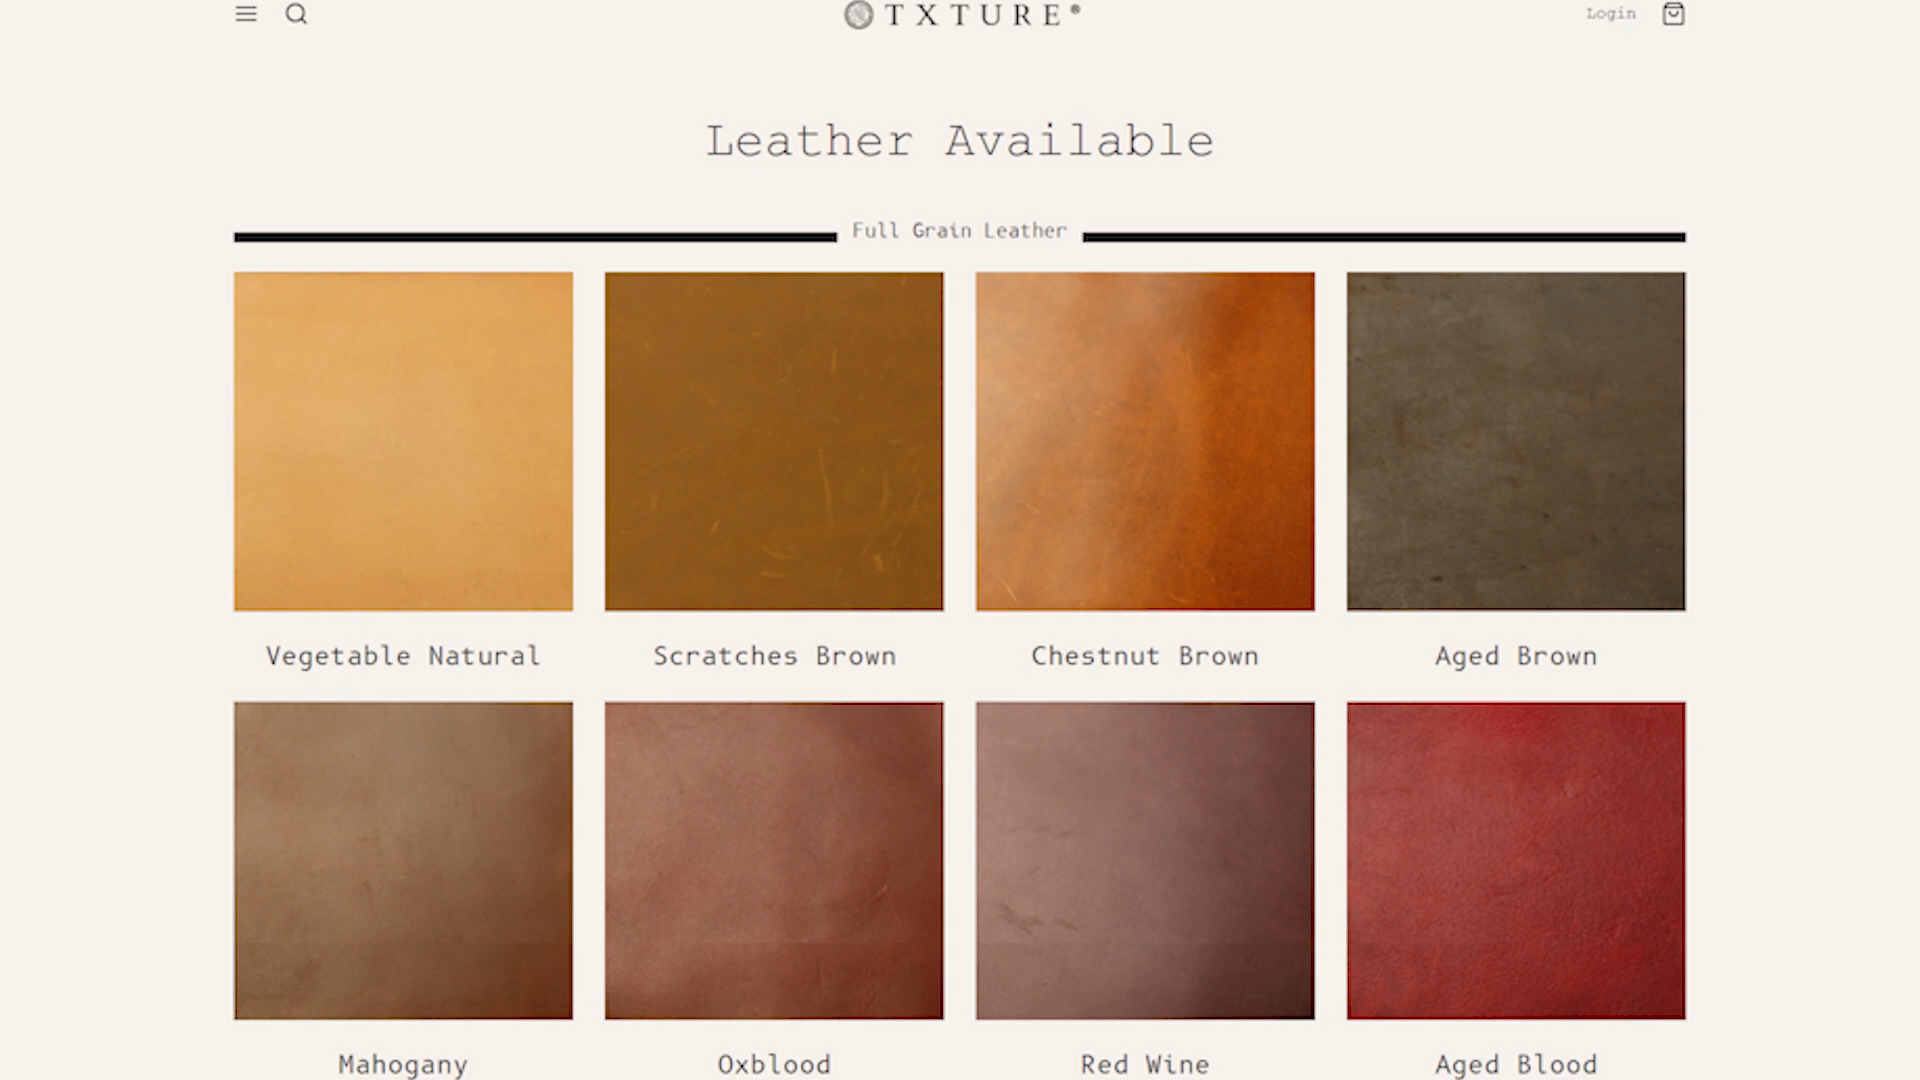 TXTURE®
Login
Leather Available
Full Grain Leather
Vegetable Natural
Scratches Brown
Chestnut Brown
Aged Brown
Mahogany
Oxblood
Red Wine
Aged Blood